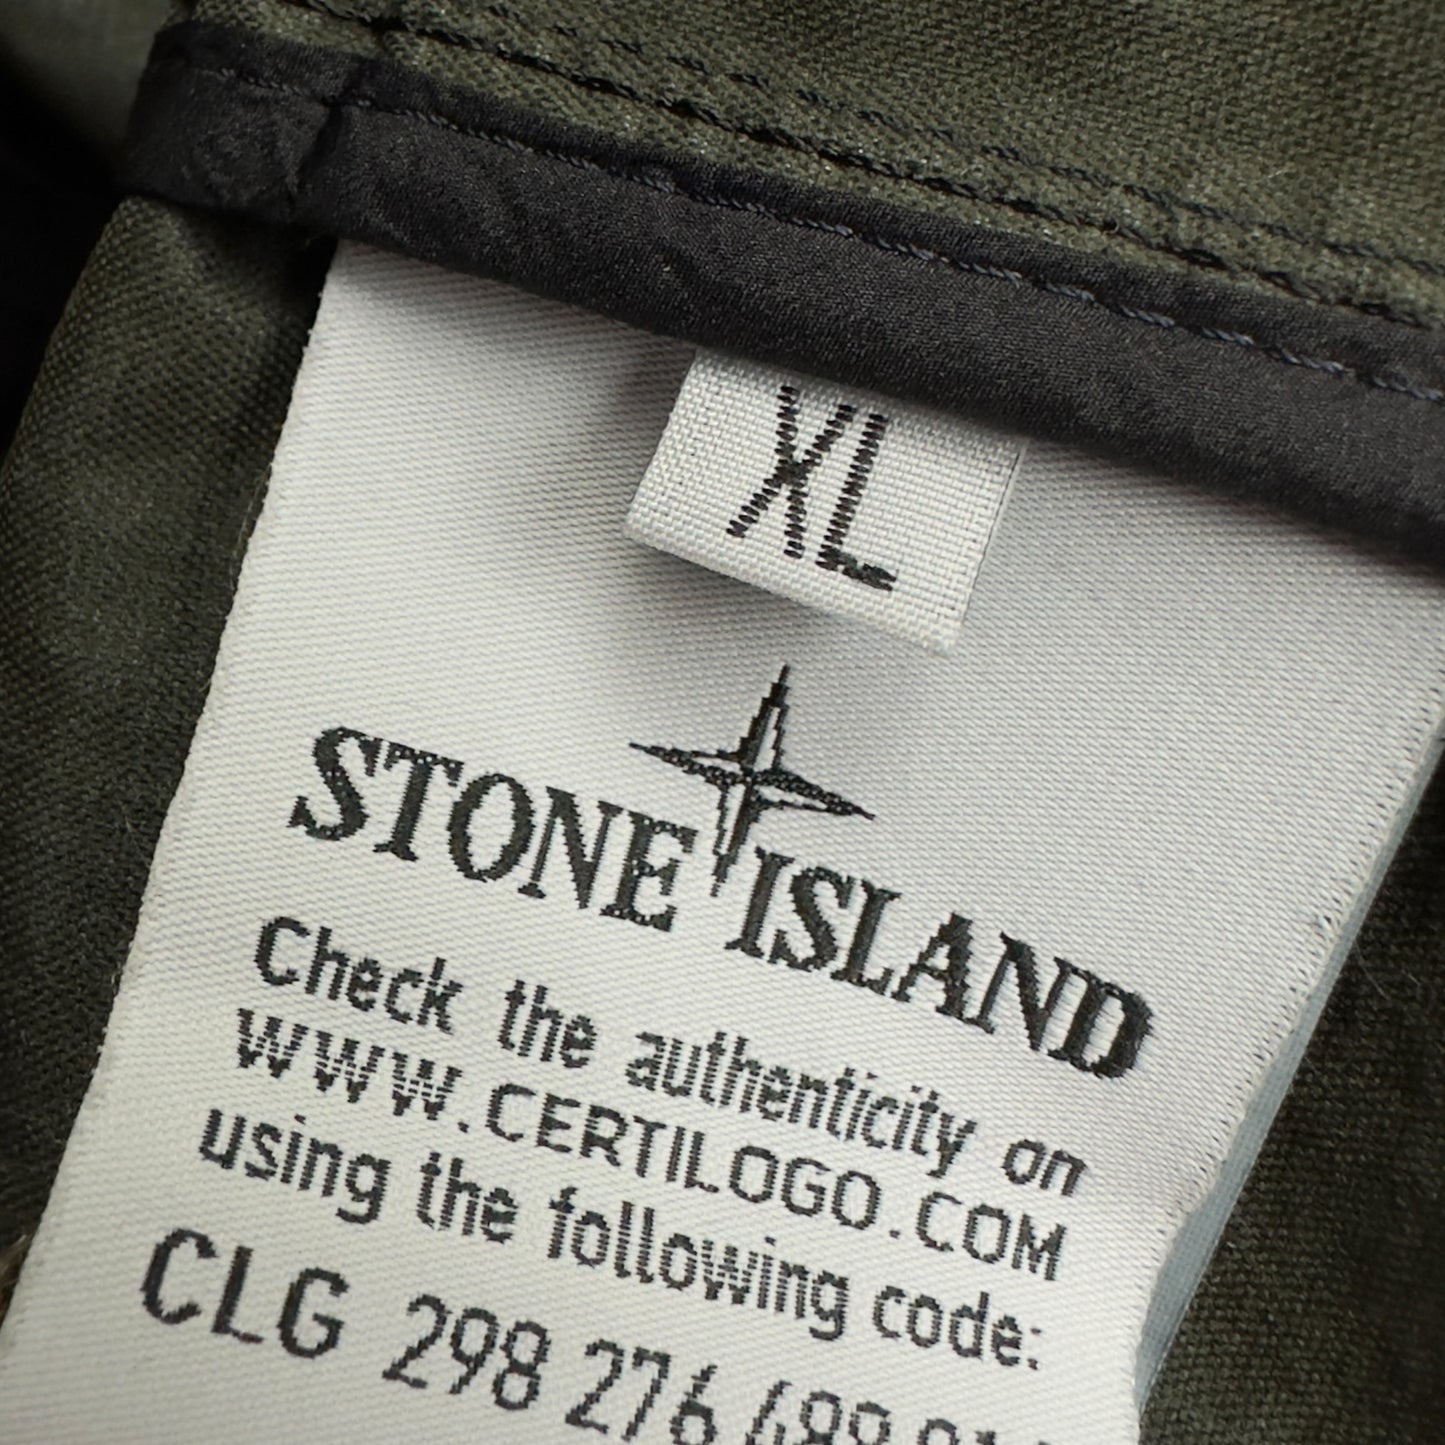 XL
STONE ISLAND
Check the authenticity on
WWW.CERTILOGO.COM
using the following code:
CLG 298 276